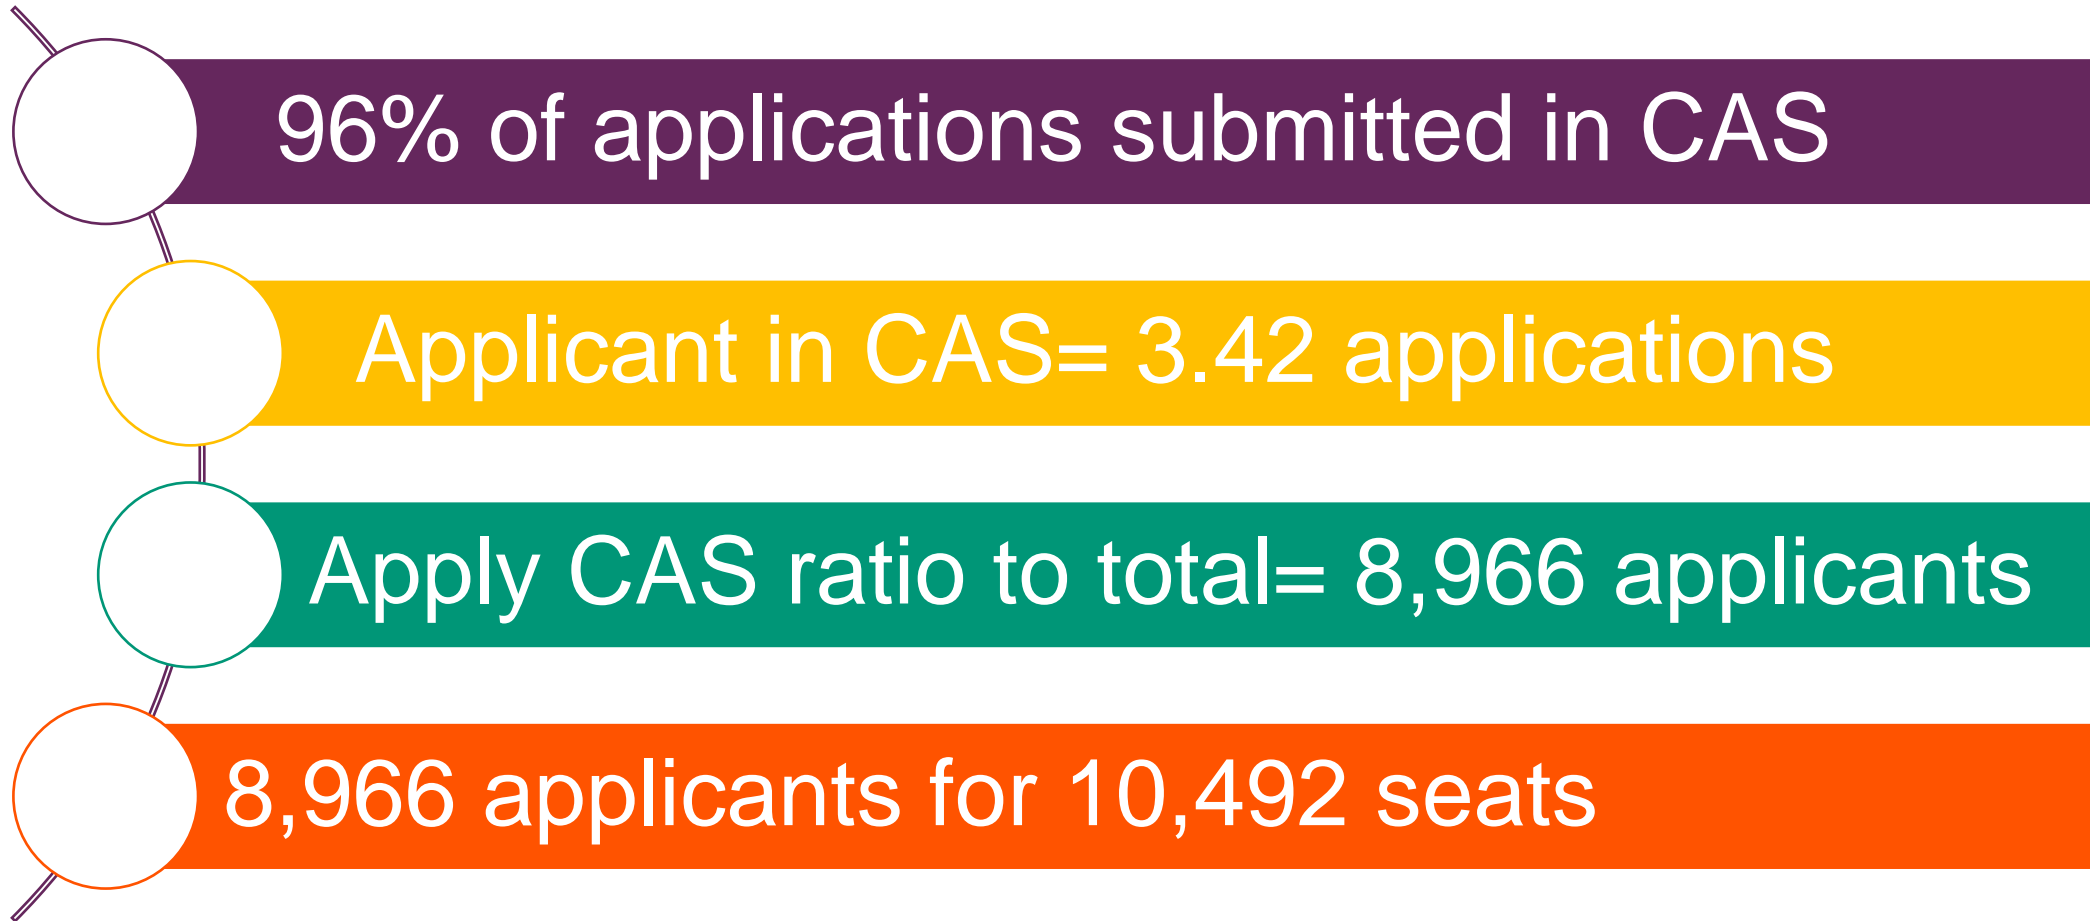 96% of applications submitted in CAS
Applicant in CAS= 3.42 applications
Apply CAS ratio to total= 8,966 applicants
8,966 applicants for 10,492 seats